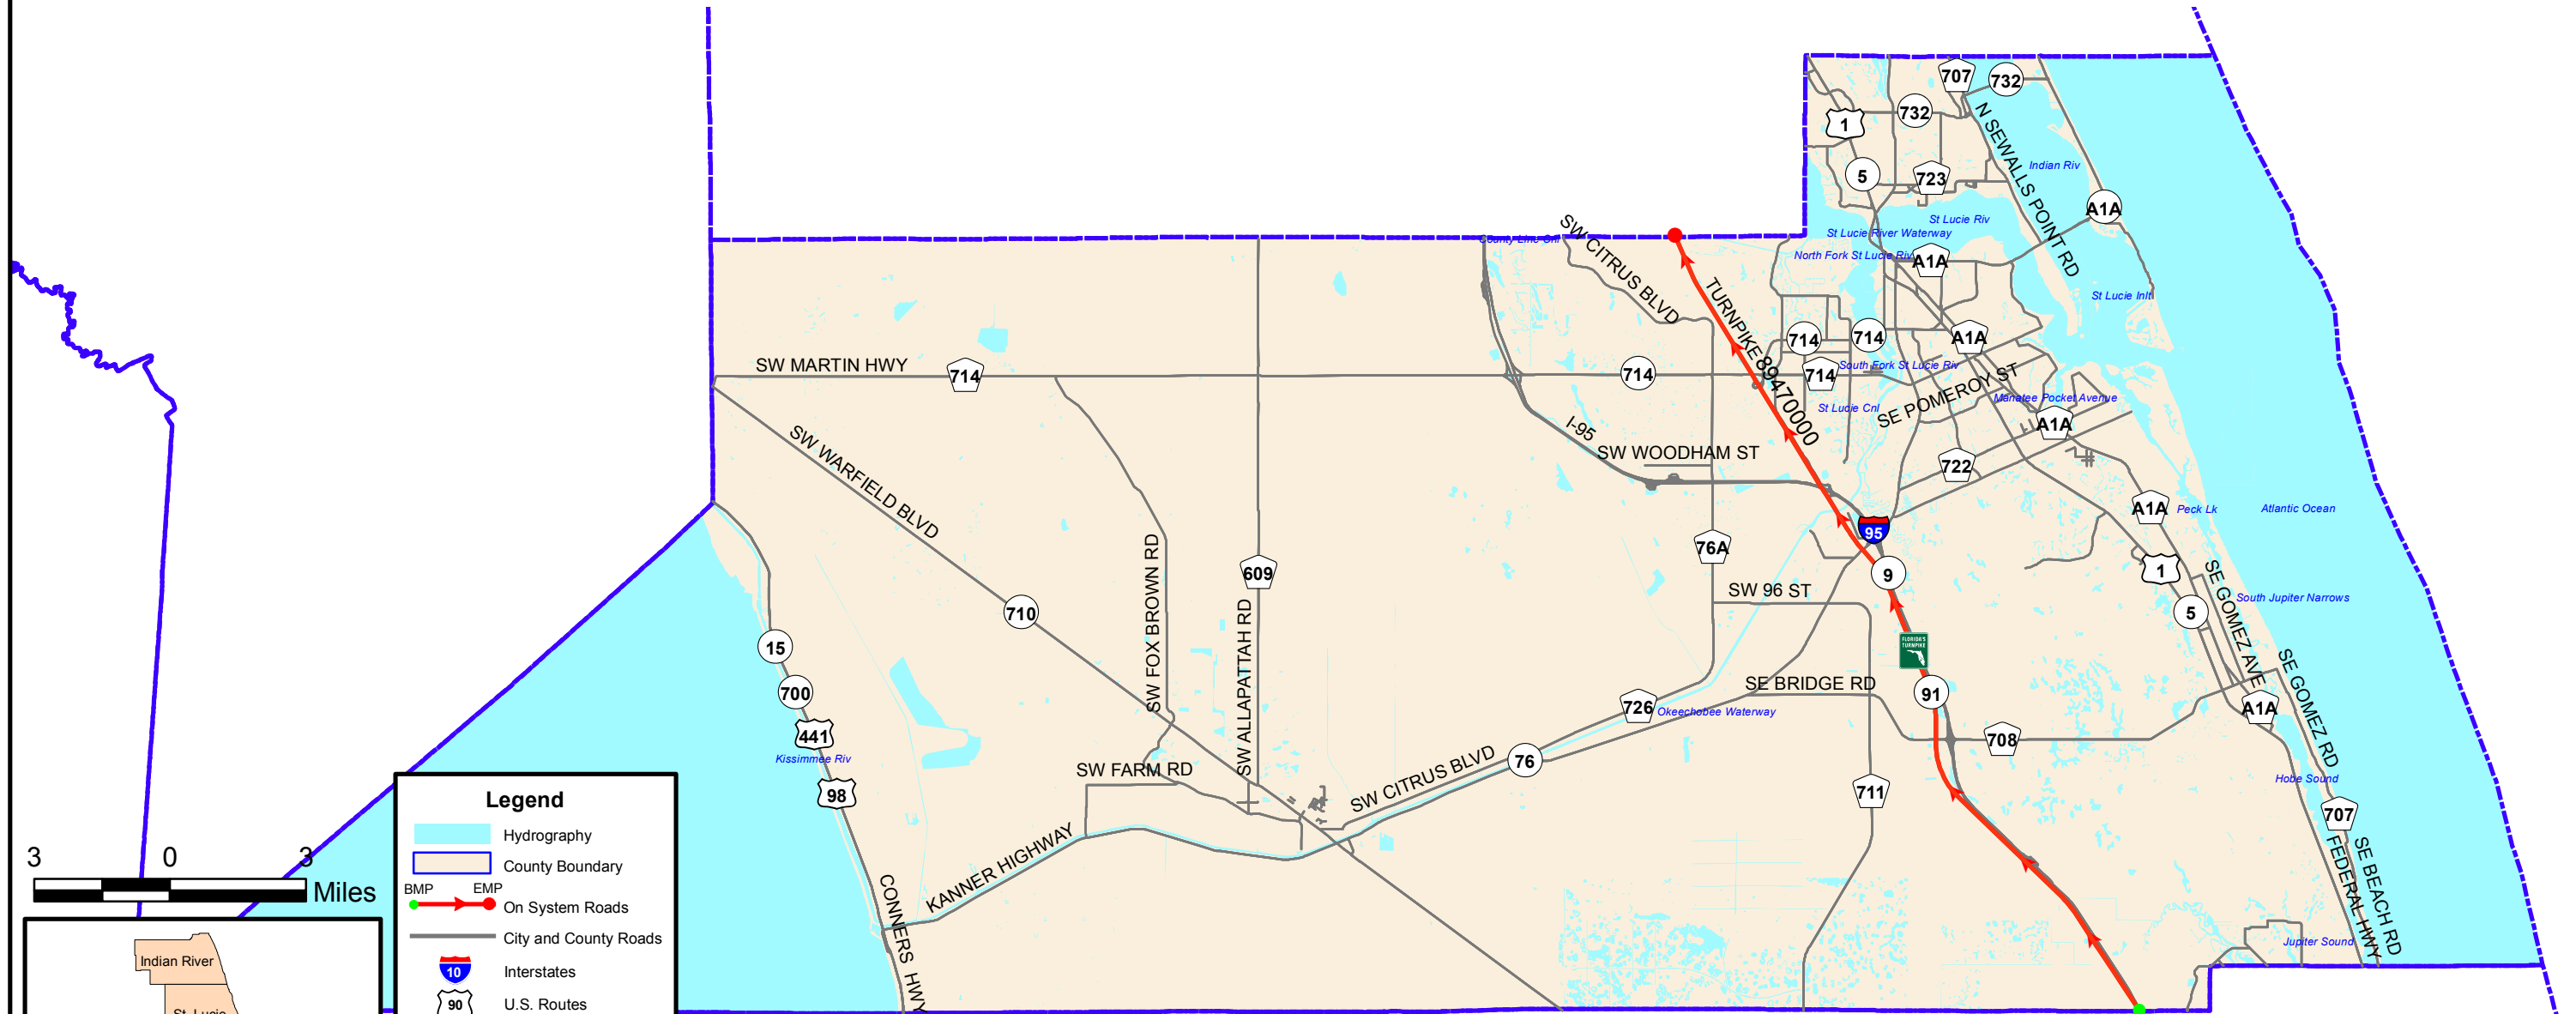 707
732
732
1
N SEWALLS POINT RD
Indian Riv
5
723
A1A
St Lucie Riv
St Lucie River Waterway
County Line Cnl
SW CITRUS BLVD
North Fork St Lucie Riv
A1A
St Lucie Inlt
TURNPIKE
89470000
SW MARTIN HWY
714
714
714
714
A1A
714
South Fork St Lucie Riv
SE POMEROY ST
Manatee Pocket Avenue
St Lucie Cnl
A1A
I-95
SW WARFIELD BLVD
SW WOODHAM ST
722
A1A
Peck Lk
Atlantic Ocean
95
76A
SW FOX BROWN RD
609
9
1
SW 96 ST
SE GOMEZ AVE
South Jupiter Narrows
710
5
15
SW ALLAPATTAH RD
FLORIDA'S
TURNPIKE
SE GOMEZ RD
700
SE BRIDGE RD
91
726
Okeechobee Waterway
A1A
441
708
Kissimmee Riv
76
SW FARM RD
SW CITRUS BLVD
Hobe Sound
98
711
707
KANNER HIGHWAY
CONNERS HWY
FEDERAL HWY
SE BEACH RD
Jupiter Sound
3 0 3
Miles
Indian River
St. Lucie
Legend
Hydrography
County Boundary
BMP EMP
On System Roads
City and County Roads
10 Interstates
90 U.S. Routes